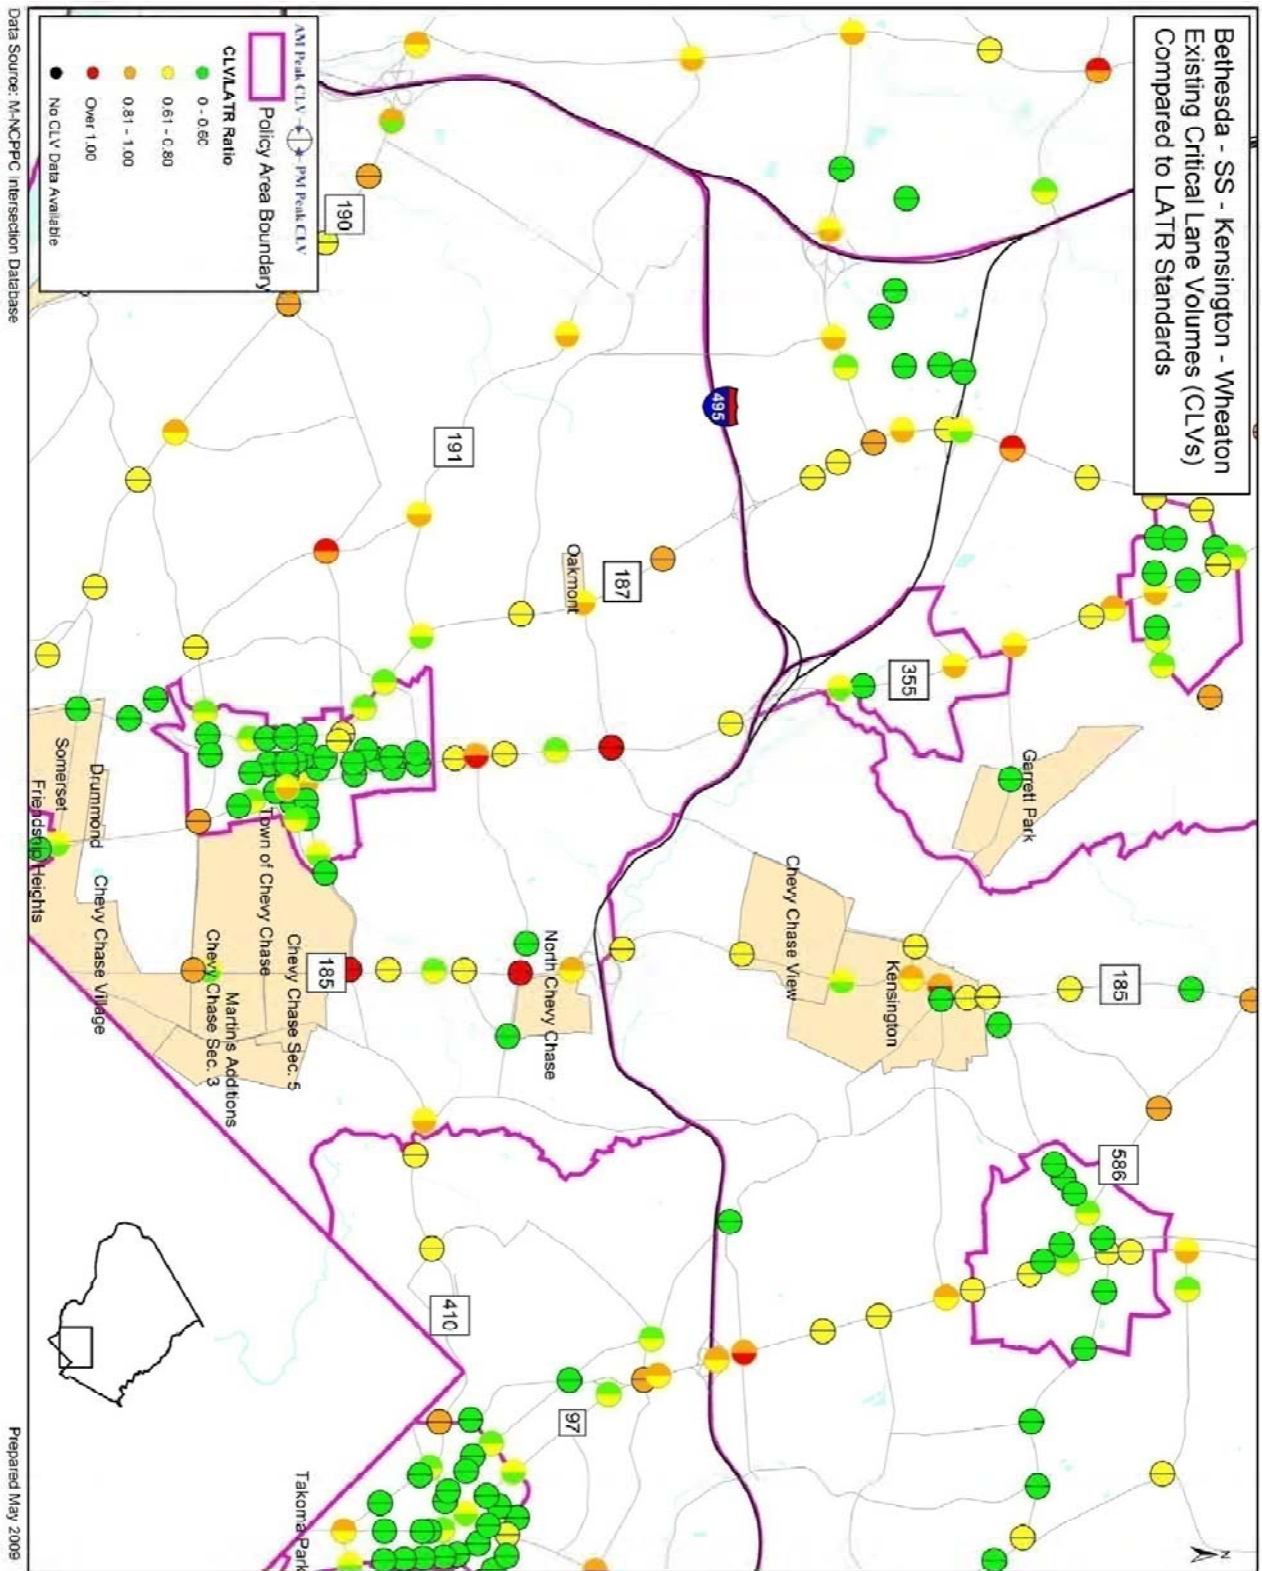 Bethesda - SS - Kensington - Wheaton
Existing Critical Lane Volumes (CLVs)
Compared to LATR Standards
AM Peak CLV
PM Peak CLV
Policy Area Boundary
CLV/LATR Ratio
0 - 0.60
0.61 - 0.80
0.81 - 1.00
Over 1.00
No CLV Data Available
190
191
495
187
Oakmont
355
Garrett Park
Somerset
Drummond
Friendship Heights
Town of Chevy Chase
Chevy Chase Village
Chevy Chase View
Kensington
185
North Chevy Chase
185
Chevy Chase Sec. 5
Martin's Additions
Chevy Chase Sec. 3
586
410
97
Takoma Park
N
Data Source: M-NCPPC Intersection Database
Prepared May 2009